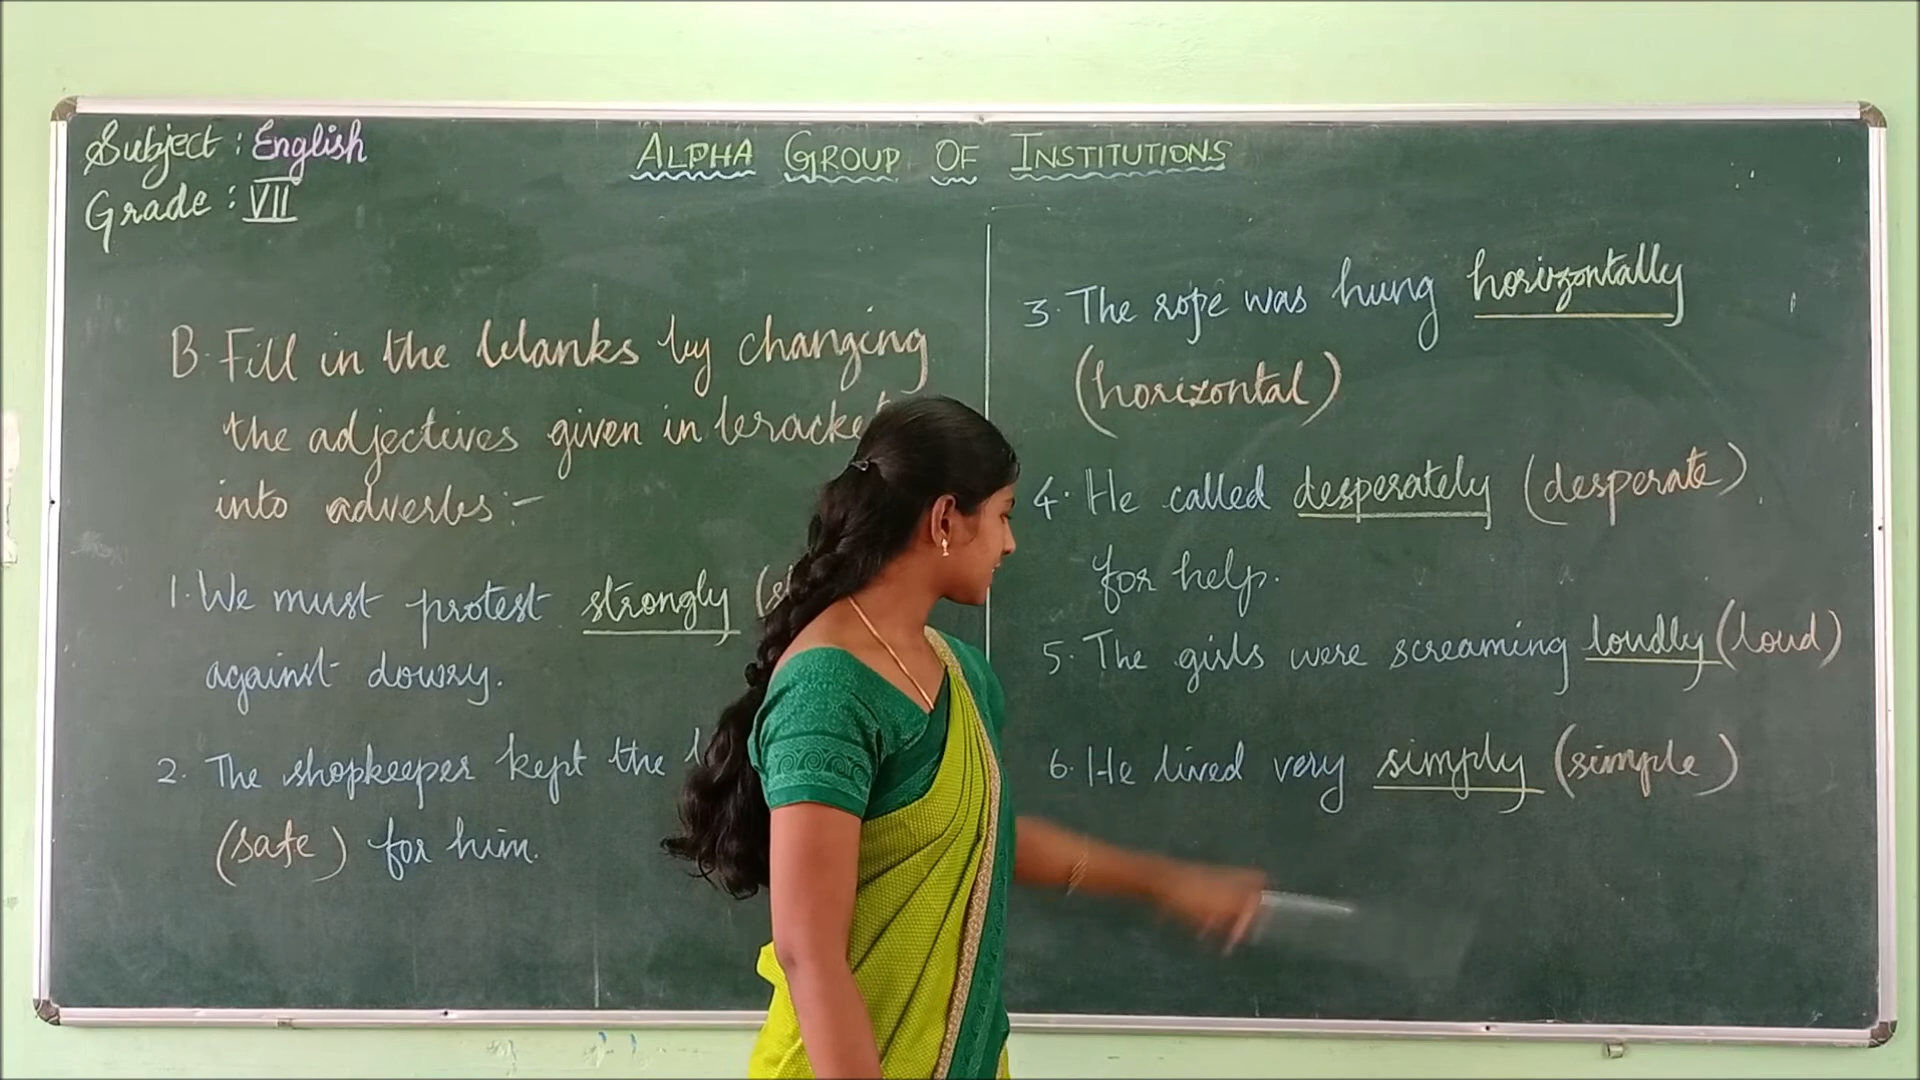 Subject : English
Grade : VII
ALPHA GROUP OF INSTITUTIONS
B. Fill in the blanks by changing
the adjectives given in
into adverbs:-
1. We must protest strongly
against dowry.
2. The shopkeeper kept the
(safe) for him.
3. The rope was hung horizontally
(horizontal)
4. He called desperately (desperate)
for help.
5. The girls were screaming loudly (loud)
6. He lived very simply (simple)